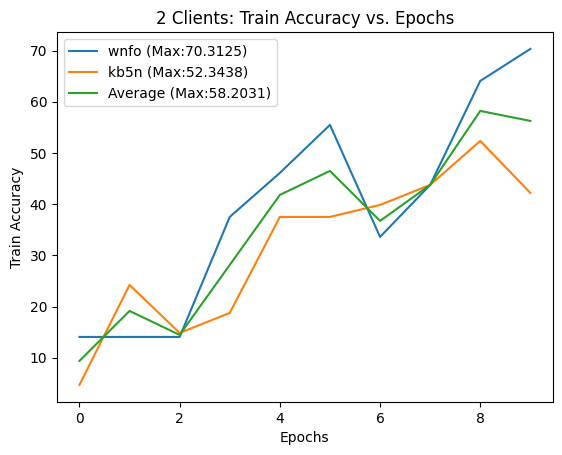 2 Clients: Train Accuracy vs. Epochs
wnfo (Max:70.3125)
kb5n (Max:52.3438)
Average (Max:58.2031)
Train Accuracy
70
60
50
40
30
20
10
0 2 4 6 8
Epochs